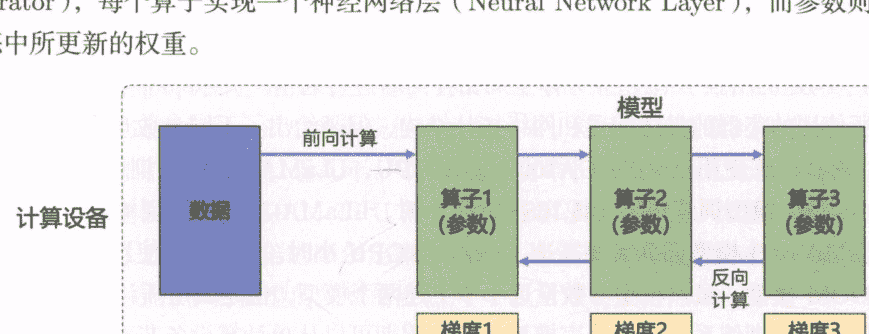 rator），每个算子实现一个神经网络层（Neural Network Layer），而参数则
中所更新的权重。
模型
前向计算
计算设备
数据
算子1
（参数）
算子2
（参数）
算子3
（参数）
反向
计算
梯度1
梯度2
梯度3